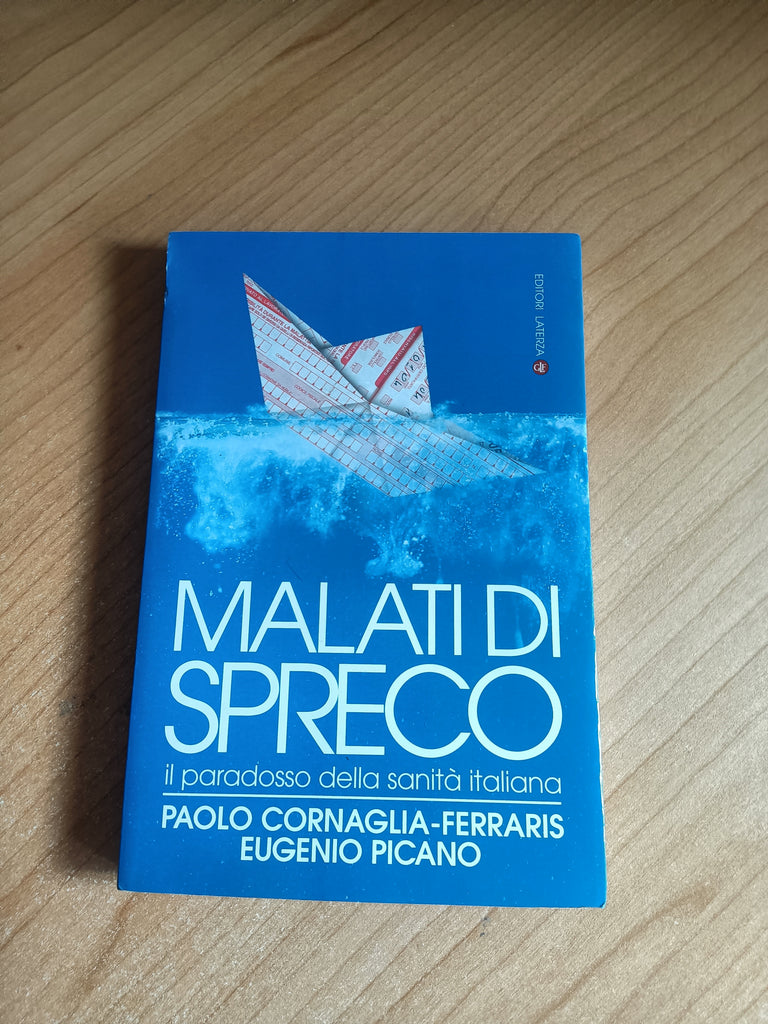 EDITORI LATERZA
MALATI DI
SPRECO
il paradosso della sanità italiana
PAOLO CORNAGLIA-FERRARIS
EUGENIO PICANO